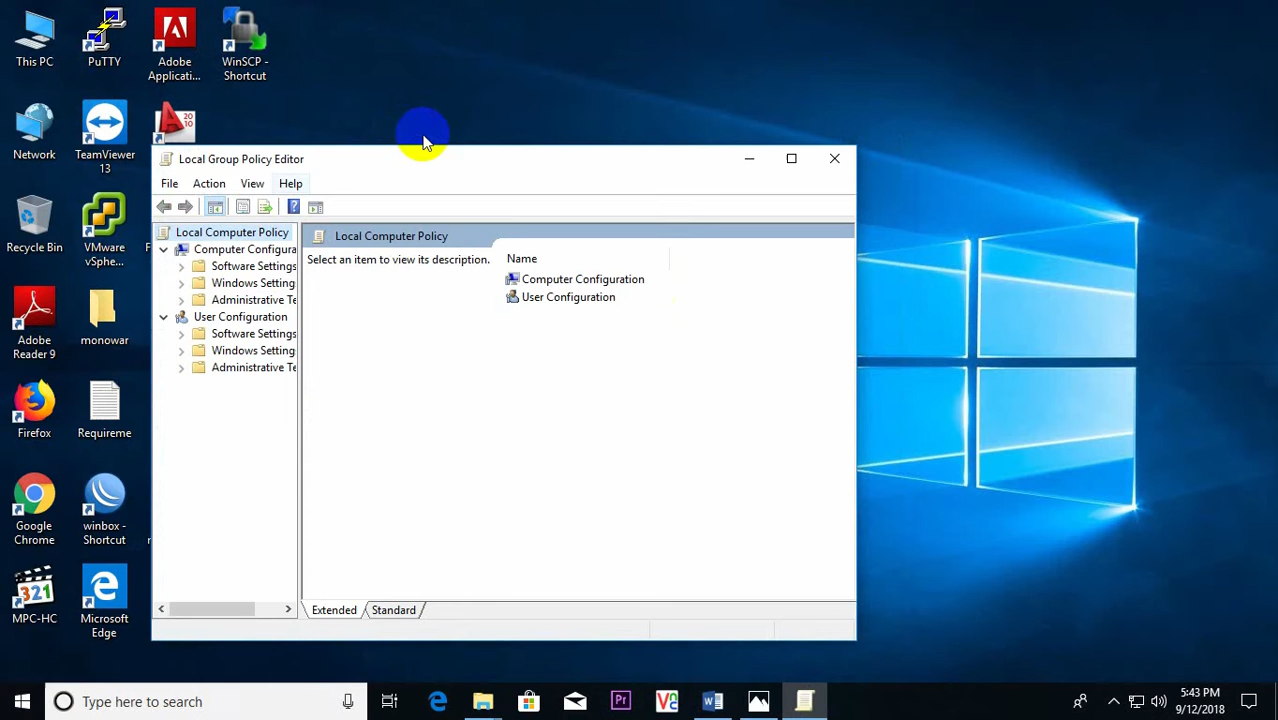 This PC
PuTTY
Adobe
Applicati...
WinSCP -
Shortcut
Network
TeamViewer
13
2010
Recycle Bin
VMware
vSphe...
Adobe
Reader 9
monowar
Firefox
Requireme
Google
Chrome
winbox -
Shortcut
321
MPC-HC
Microsoft
Edge
Local Group Policy Editor
File Action View Help
Local Computer Policy
Computer Configura
Software Settings
Windows Setting
Administrative Te
User Configuration
Software Settings
Windows Setting
Administrative Te
Local Computer Policy
Select an item to view its description.
Name
Computer Configuration
User Configuration
Extended Standard
Type here to search
Pr
5:43 PM
9/12/2018